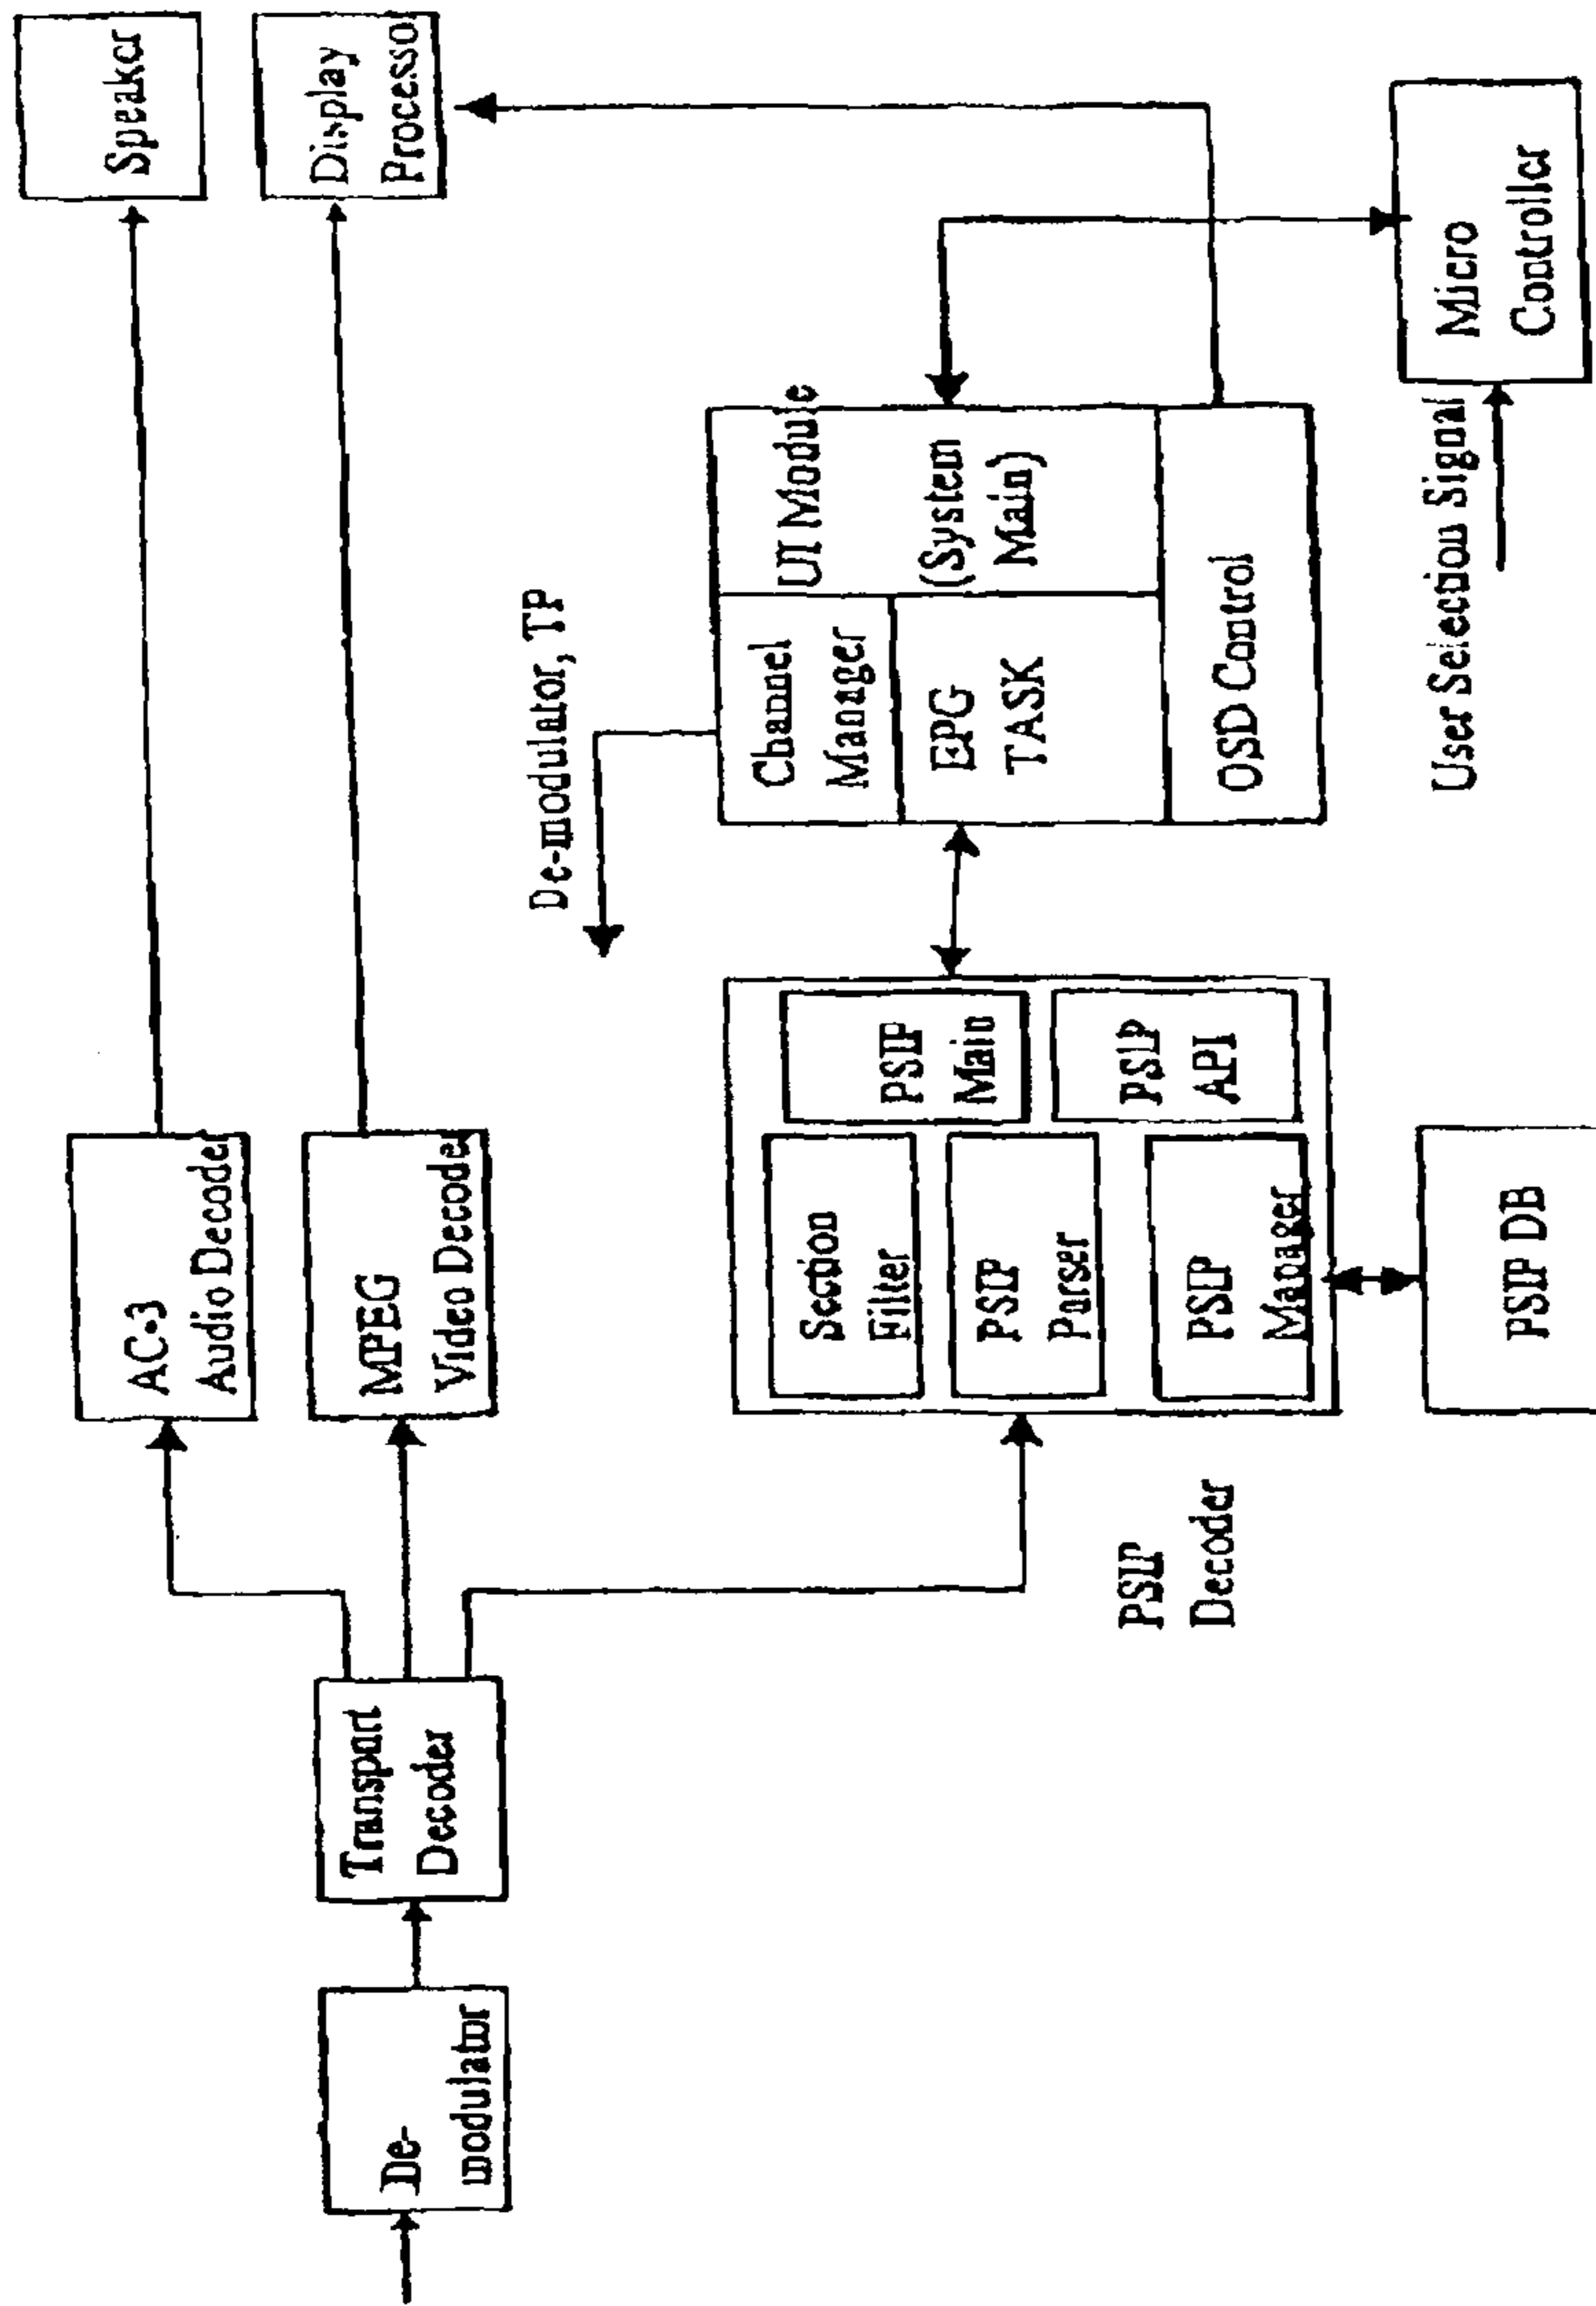 De-
modulator
Transport
Decoder
AC-3
Audio Decoder
MPEG
Video Decoder
Speaker
Display
Processo
De-modulator, TP
Section
Filter
PSIP
Parser
PSIP
Manager
PSIP
Main
PSIP
API
PSIP
Decoder
PSIP DB
Channel
Manager
EPG
TASK
UI Module
(System
Main)
OSD Control
User Selection Signal
Micro
Controller